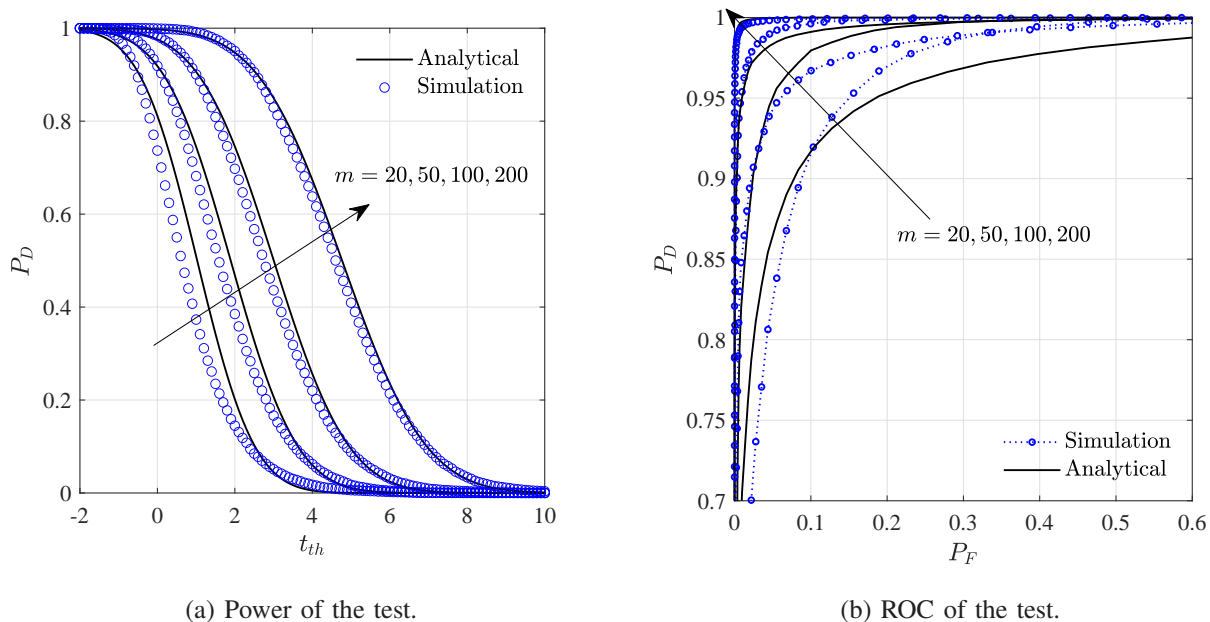 1
0.8
0.6
0.4
0.2
0
-2
0
2
4
6
8
10
P_D
t_{th}
Analytical
Simulation
m = 20, 50, 100, 200
(a) Power of the test.
1
0.95
0.9
0.85
0.8
0.75
0.7
0
0.1
0.2
0.3
0.4
0.5
0.6
P_D
P_F
m = 20, 50, 100, 200
Simulation
Analytical
(b) ROC of the test.